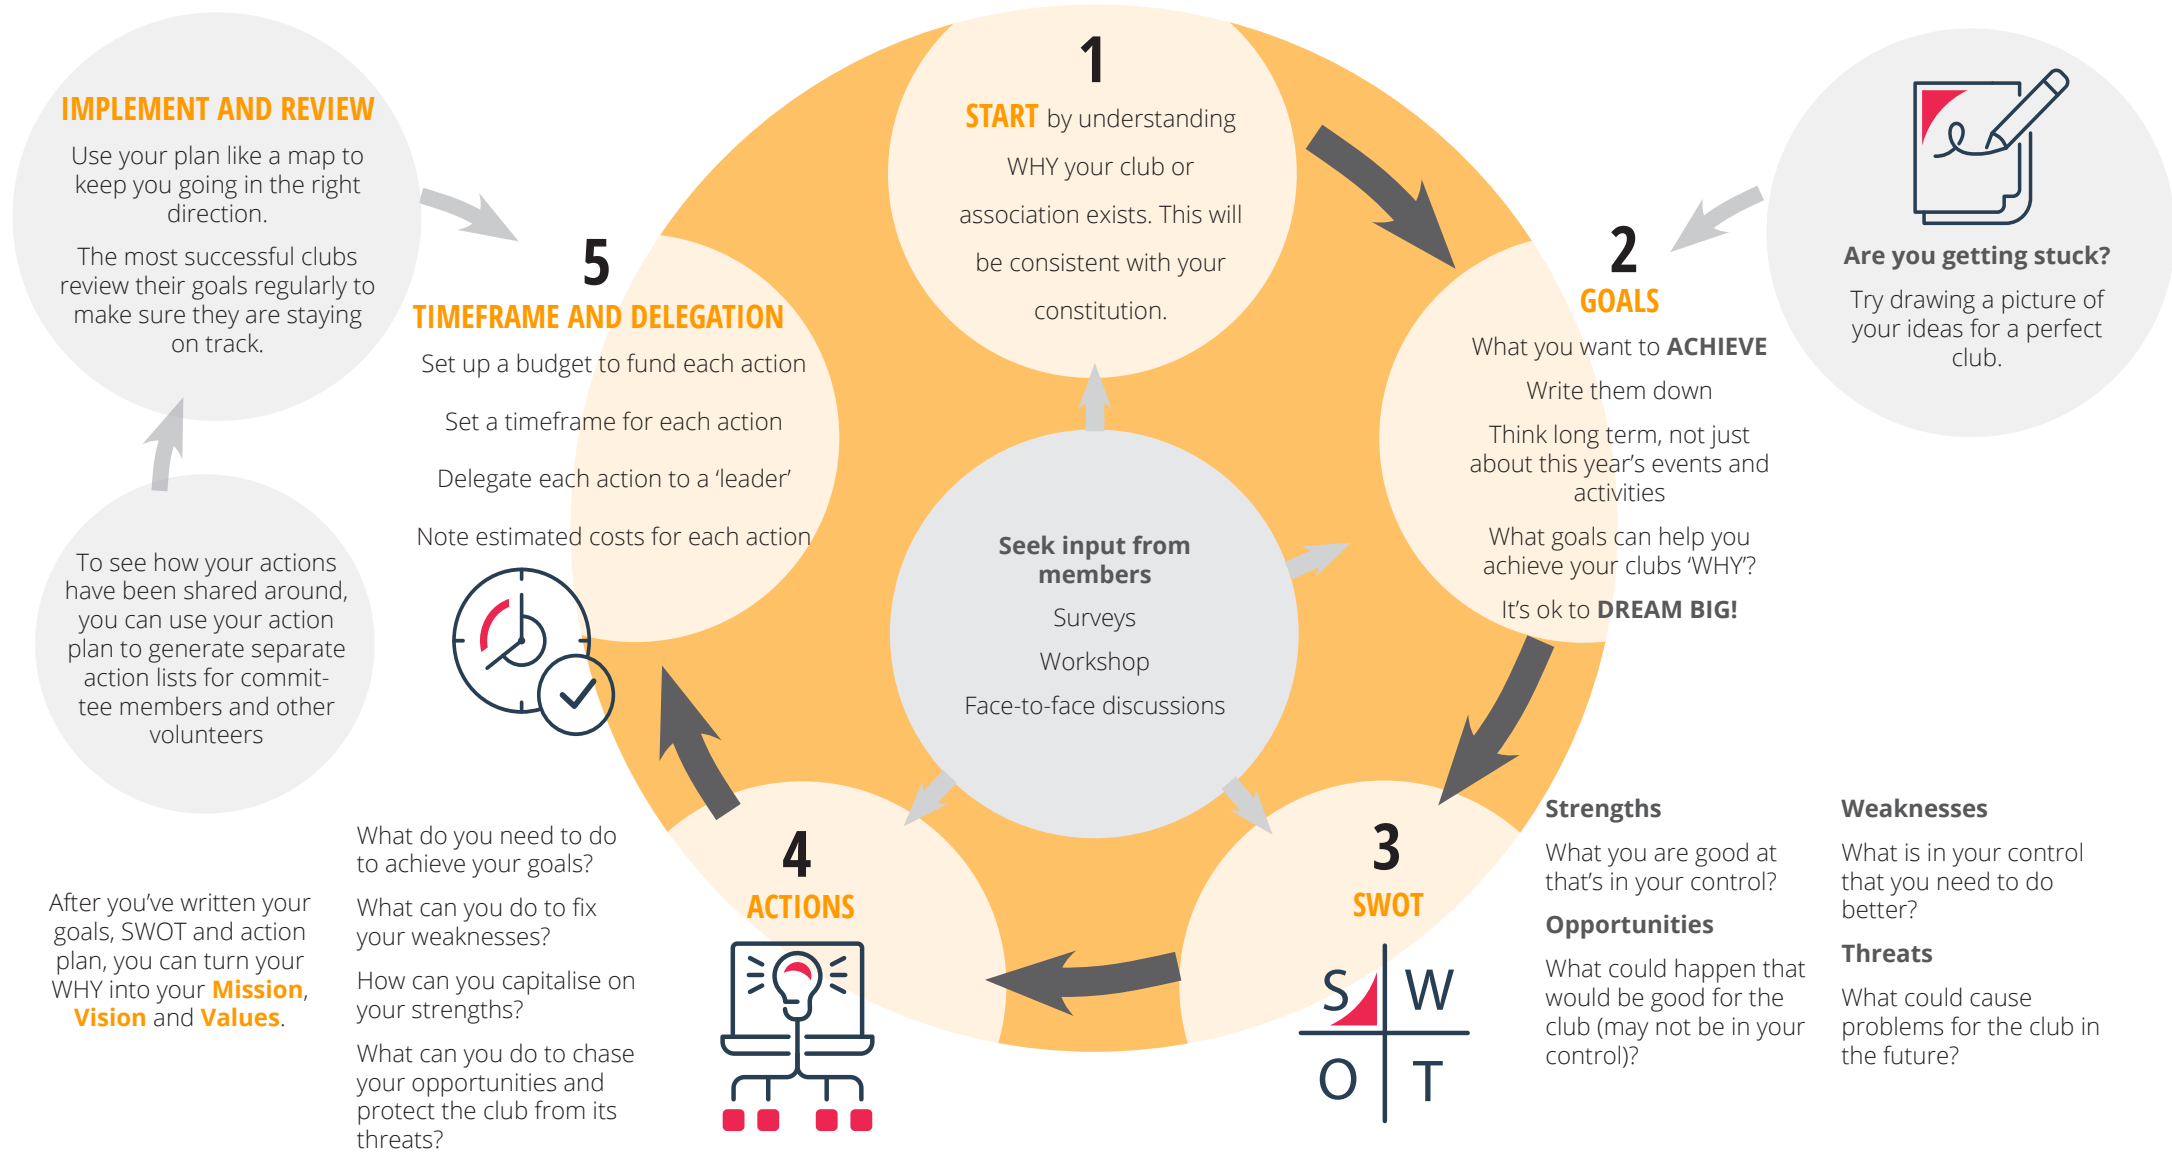 1
START by understanding
WHY your club or
association exists. This will
be consistent with your
constitution.
2
GOALS
What you want to ACHIEVE
Write them down
Think long term, not just
about this year’s events and
activities
What goals can help you
achieve your clubs ‘WHY’?
It’s ok to DREAM BIG!
Are you getting stuck?
Try drawing a picture of
your ideas for a perfect
club.
3
SWOT
S W
O T
Strengths
What you are good at
that’s in your control?
Opportunities
What could happen that
would be good for the
club (may not be in your
control)?
Weaknesses
What is in your control
that you need to do
better?
Threats
What could cause
problems for the club in
the future?
4
ACTIONS
What do you need to do
to achieve your goals?
What can you do to fix
your weaknesses?
How can you capitalise on
your strengths?
What can you do to chase
your opportunities and
protect the club from its
threats?
5
TIMEFRAME AND DELEGATION
Set up a budget to fund each action
Set a timeframe for each action
Delegate each action to a ‘leader’
Note estimated costs for each action
Seek input from
members
Surveys
Workshop
Face-to-face discussions
IMPLEMENT AND REVIEW
Use your plan like a map to
keep you going in the right
direction.
The most successful clubs
review their goals regularly to
make sure they are staying
on track.
To see how your actions
have been shared around,
you can use your action
plan to generate separate
action lists for commit-
tee members and other
volunteers
After you’ve written your
goals, SWOT and action
plan, you can turn your
WHY into your Mission,
Vision and Values.